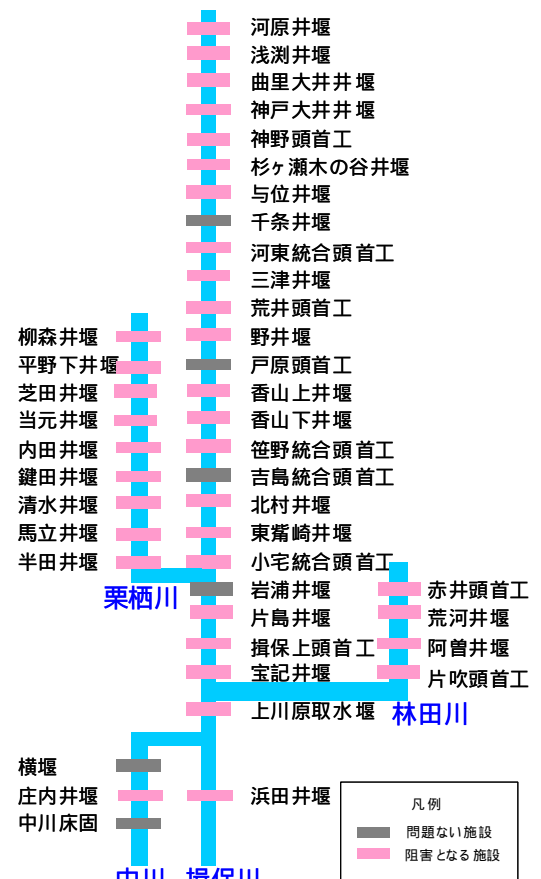 河原井堰
浅渕井堰
曲里大井井堰
神戸大井井堰
神野頭首工
杉ヶ瀬木の谷井堰
与位井堰
千条井堰
河東統合頭首工
三津井堰
荒井頭首工
野井堰
戸原頭首工
香山上井堰
香山下井堰
笹野統合頭首工
吉島統合頭首工
北村井堰
東觜崎井堰
小宅統合頭首工
岩浦井堰
片島井堰
揖保上頭首工
宝記井堰
上川原取水堰
浜田井堰
柳森井堰
平野下井堰
芝田井堰
当元井堰
内田井堰
鍵田井堰
清水井堰
馬立井堰
半田井堰
栗栖川
赤井頭首工
荒河井堰
阿曽井堰
片吹頭首工
林田川
横堰
庄内井堰
中川床固
中川
揖保川
凡例
問題ない施設
阻害となる施設